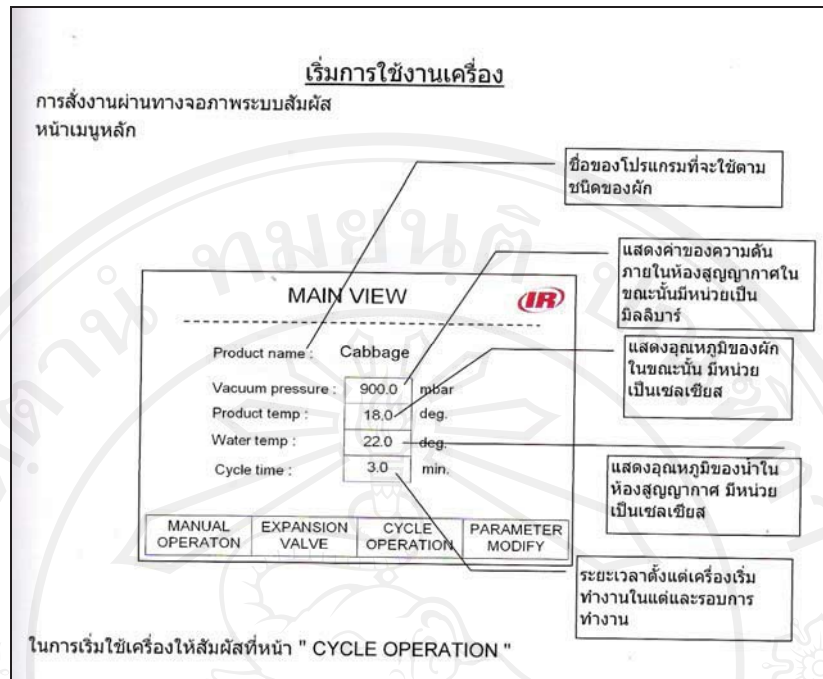 เริ่มการใช้งานเครื่อง
การสั่งงานผ่านทางจอภาพระบบสัมผัส
หน้าเมนูหลัก
ชื่อของโปรแกรมที่จะใช้ตาม
ชนิดของผัก
แสดงค่าของความดัน
ภายในห้องสูญญากาศใน
ขณะนั้นมีหน่วยเป็น
มิลลิบาร์
MAIN VIEW
IR
Product name : Cabbage
แสดงอุณหภูมิของผัก
ในขณะนั้น มีหน่วย
เป็นเซลเซียส
Vacuum pressure : 900.0 mbar
Product temp : 18.0 deg.
Water temp : 22.0 deg.
Cycle time : 3.0 min.
แสดงอุณหภูมิของน้ำใน
ห้องสูญญากาศ มีหน่วย
เป็นเซลเซียส
MANUAL OPERATON
EXPANSION VALVE
CYCLE OPERATION
PARAMETER MODIFY
ระยะเวลาตั้งแต่เครื่องเริ่ม
ทำงานในแต่ละรอบการ
ทำงาน
ในการเริ่มใช้เครื่องให้สัมผัสที่หน้า " CYCLE OPERATION "